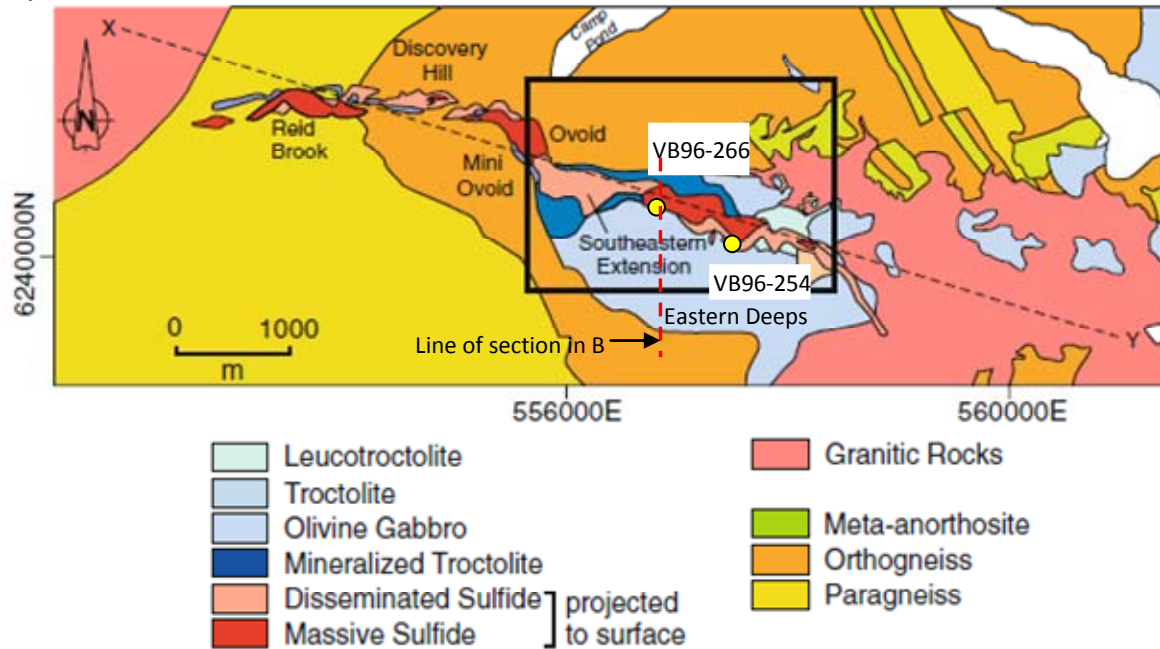 X
Discovery
Hill
Camp
Pond
N
Reid
Brook
Ovoid
Mini
Ovoid
VB96-266
Southeastern
Extension
VB96-254
Eastern Deeps
6240000N
0 1000
m
Line of section in B
Y
556000E 560000E
Leucotroctolite
Troctolite
Olivine Gabbro
Mineralized Troctolite
Disseminated Sulfide
Massive Sulfide
projected
to surface
Granitic Rocks
Meta-anorthosite
Orthogneiss
Paragneiss